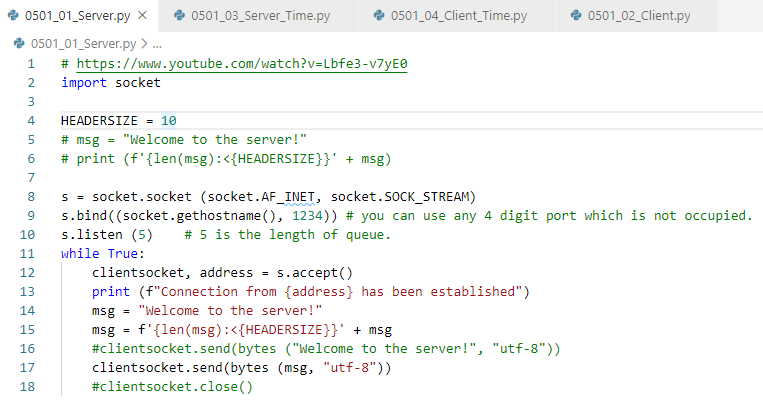 0501_01_Server.py × 0501_03_Server_Time.py 0501_04_Client_Time.py 0501_02_Client.py
0501_01_Server.py > ...
1 # https://www.youtube.com/watch?v=Lbfe3-v7yE0
2 import socket
3
4 HEADERSIZE = 10
5 # msg = "Welcome to the server!"
6 # print (f'{len(msg):<{HEADERSIZE}}' + msg)
7
8 s = socket.socket (socket.AF_INET, socket.SOCK_STREAM)
9 s.bind((socket.gethostname(), 1234)) # you can use any 4 digit port which is not occupied.
10 s.listen (5)    # 5 is the length of queue.
11 while True:
12     clientsocket, address = s.accept()
13     print (f"Connection from {address} has been established")
14     msg = "Welcome to the server!"
15     msg = f'{len(msg):<{HEADERSIZE}}' + msg
16     #clientsocket.send(bytes ("Welcome to the server!", "utf-8"))
17     clientsocket.send(bytes (msg, "utf-8"))
18     #clientsocket.close()